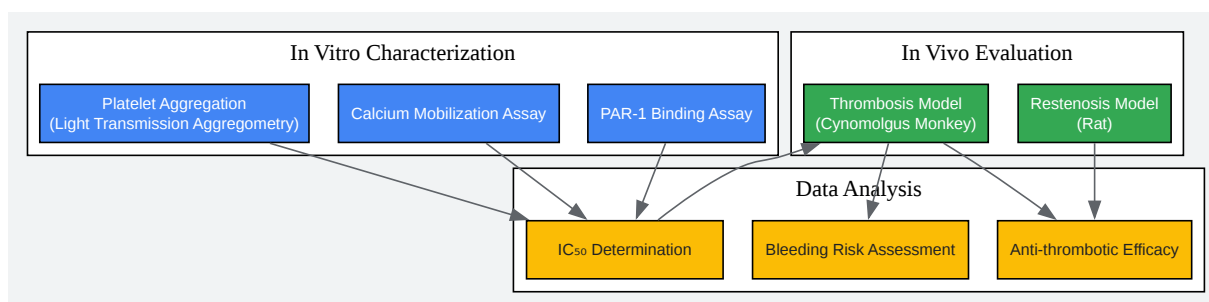 In Vitro Characterization
Platelet Aggregation
(Light Transmission Aggregometry)
Calcium Mobilization Assay
PAR-1 Binding Assay
In Vivo Evaluation
Thrombosis Model
(Cynomolgus Monkey)
Restenosis Model
(Rat)
Data Analysis
IC₅₀ Determination
Bleeding Risk Assessment
Anti-thrombotic Efficacy